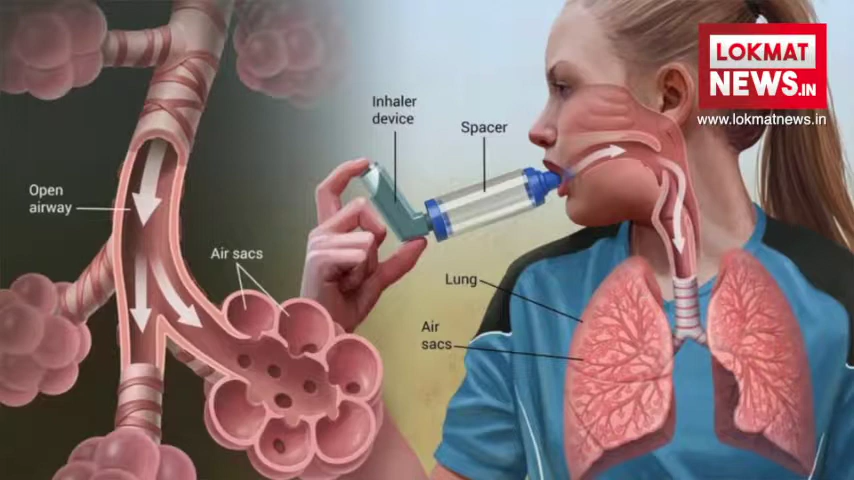 LOKMAT
NEWS.IN
www.lokmatnews.in
Inhaler
device
Spacer
Open
airway
Air sacs
Lung
Air
sacs